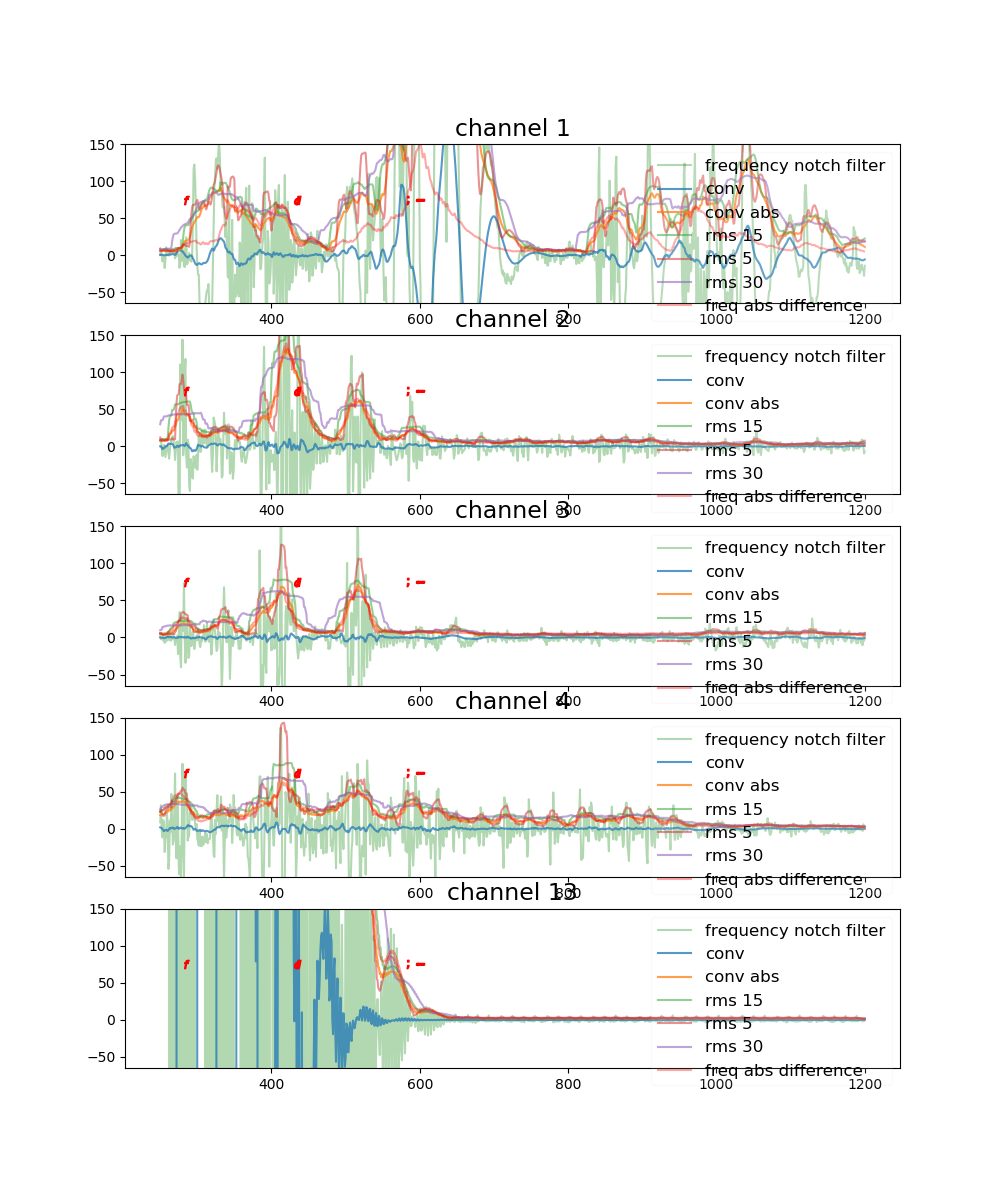 channel 1
150
100
50
0
−50
f
d
; −
frequency notch filter
conv
conv abs
rms 15
rms 5
rms 30
freq abs difference
400 600 800 1000 1200
channel 2
150
100
50
0
−50
f
d
; −
frequency notch filter
conv
conv abs
rms 15
rms 5
rms 30
freq abs difference
400 600 800 1000 1200
channel 3
150
100
50
0
−50
f
d
; −
frequency notch filter
conv
conv abs
rms 15
rms 5
rms 30
freq abs difference
400 600 800 1000 1200
channel 4
150
100
50
0
−50
f
d
; −
frequency notch filter
conv
conv abs
rms 15
rms 5
rms 30
freq abs difference
400 600 800 1000 1200
channel 13
150
100
50
0
−50
f
d
; −
frequency notch filter
conv
conv abs
rms 15
rms 5
rms 30
freq abs difference
400 600 800 1000 1200